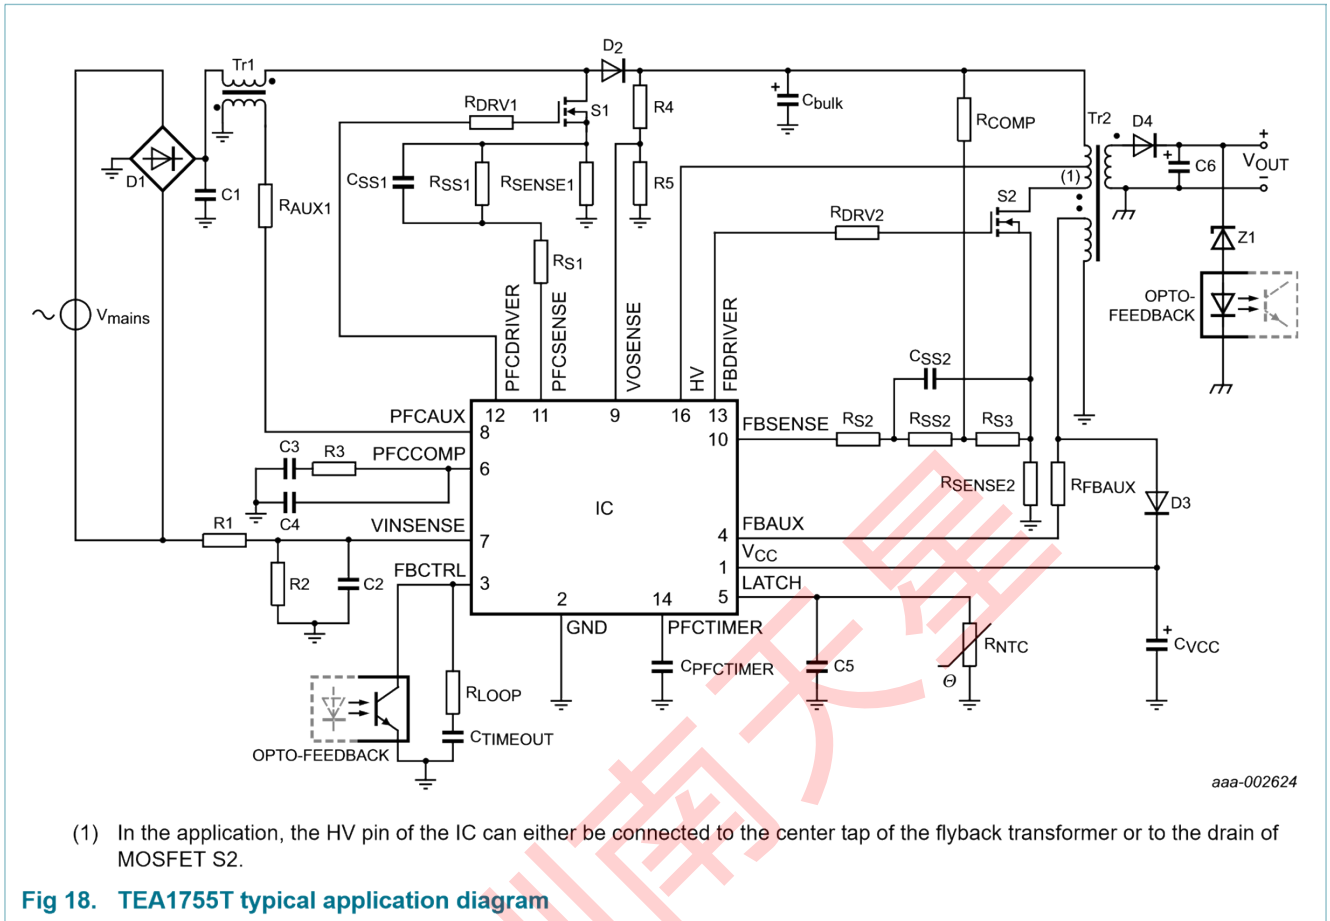 D2
Tr1
RDRV1
S1
R4
Cbulk
RCOMP
Tr2
D4
+
VOUT
−
C6
+
+
D1
C1
RAUX1
CSS1
RSS1
RSENSE1
R5
(1)
S2
RDRV2
Z1
RS1
OPTO-
FEEDBACK
Vmains
PFCDRIVER
PFCSENSE
VOSENSE
HV
FBDRIVER
CSS2
PFCAUX
12
11
9
16
13
8
10
FBSENSE
RS2
RSS2
RS3
C3
R3
PFCCOMP
6
C4
RSENSE2
RFBAUX
D3
IC
R1
VINSENSE
7
4
FBAUX
VCC
1
R2
C2
FBCTRL
3
2
14
5
LATCH
GND
PFCTIMER
CPFCTIMER
C5
RNTC
Θ
+
CVCC
RLOOP
CTIMEOUT
OPTO-FEEDBACK
aaa-002624
(1) In the application, the HV pin of the IC can either be connected to the center tap of the flyback transformer or to the drain of
MOSFET S2.
Fig 18. TEA1755T typical application diagram
圳南天星